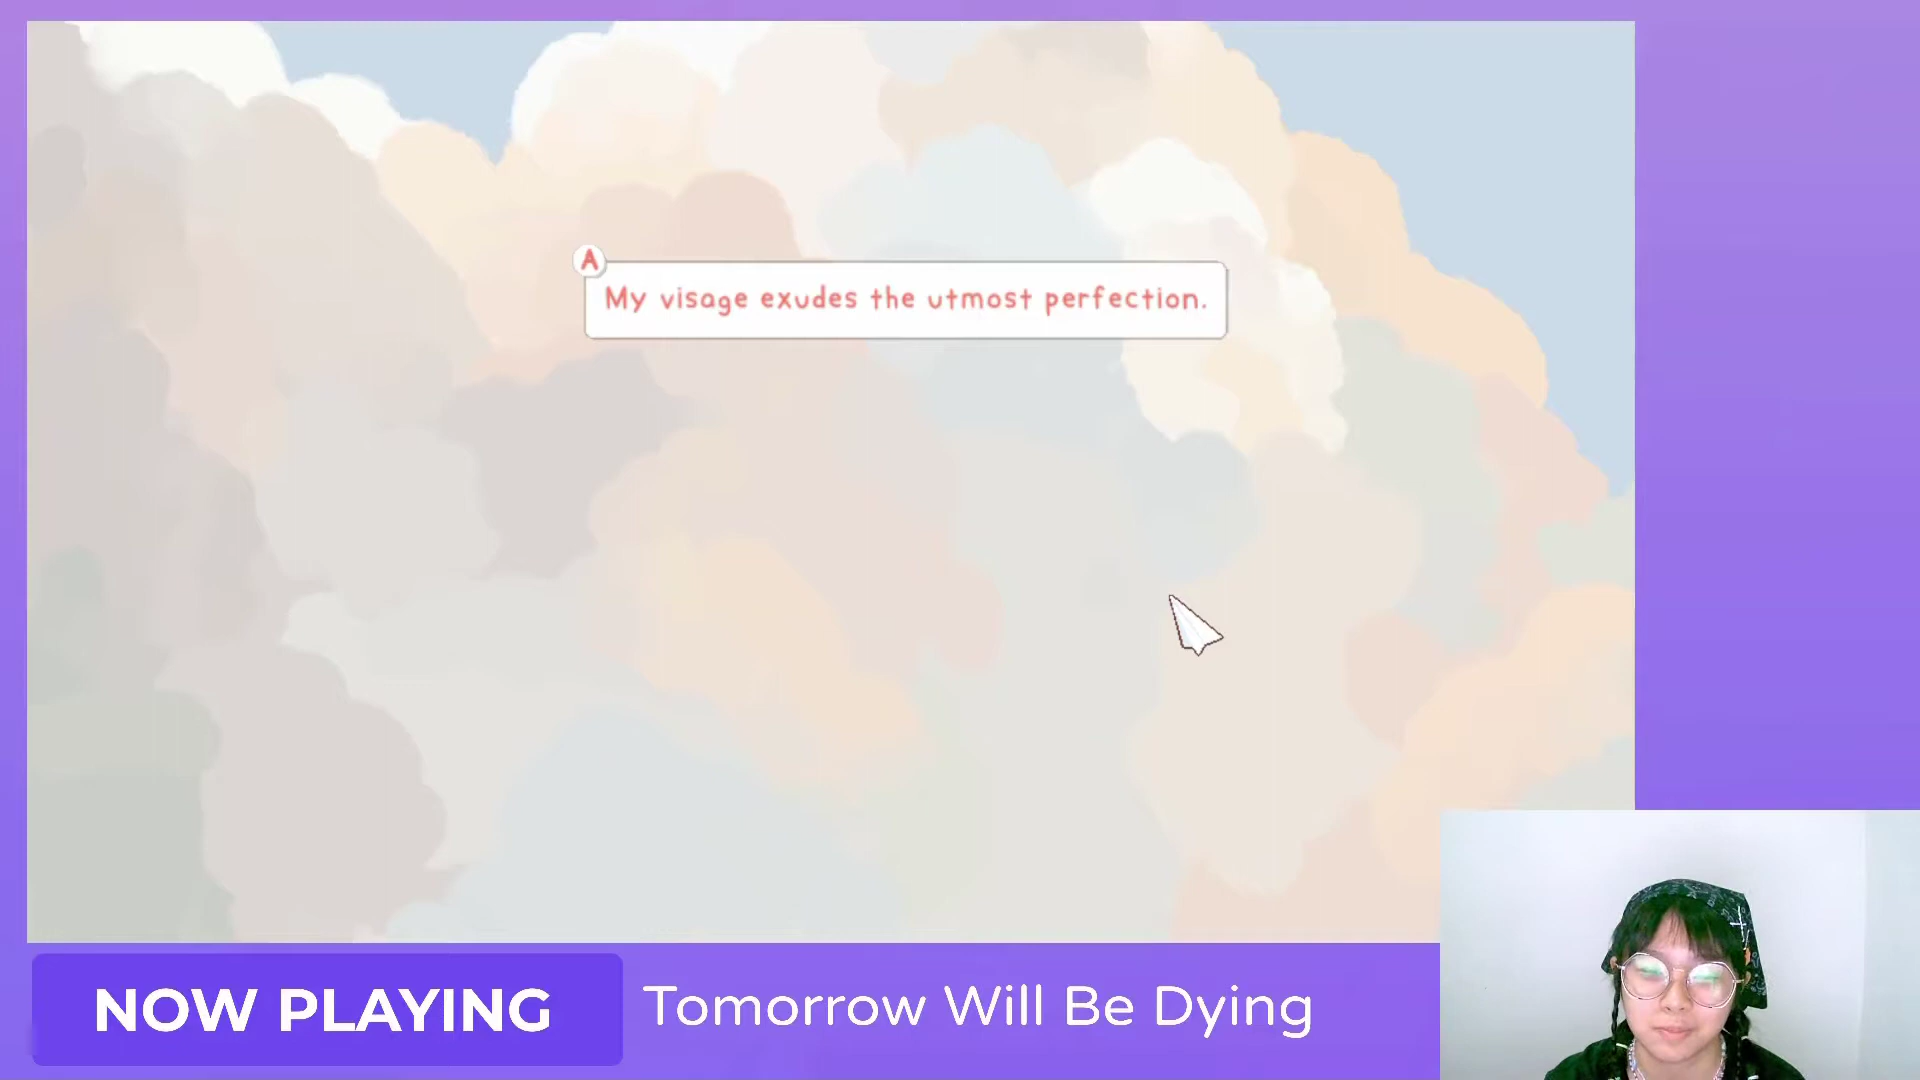 A
My visage exudes the utmost perfection.
NOW PLAYING
Tomorrow Will Be Dying